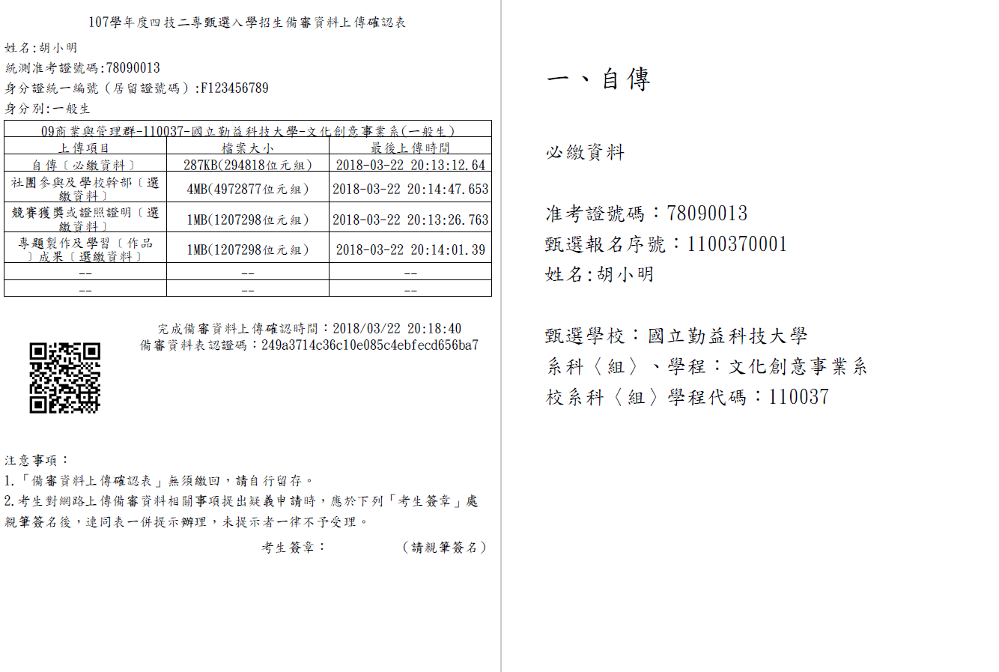 107學年度四技二專甄選入學招生備審資料上傳確認表
姓名:胡小明
統測准考證號碼:78090013
身分證統一編號（居留證號碼）:F123456789
身分別:一般生
09商業與管理群-110037-國立勤益科技大學-文化創意事業系(一般生)
上傳項目 檔案大小 最後上傳時間
自傳〔必繳資料〕 287KB(294818位元組) 2018-03-22 20:13:12.64
社團參與及學校幹部〔選
繳資料〕 4MB(4972877位元組) 2018-03-22 20:14:47.653
競賽獲獎或證照證明〔選
繳資料〕 1MB(1207298位元組) 2018-03-22 20:13:26.763
專題製作及學習〔作品
〕成果〔選繳資料〕 1MB(1207298位元組) 2018-03-22 20:14:01.39
-- -- --
-- -- --
完成備審資料上傳確認時間：2018/03/22 20:18:40
備審資料表認證碼：249a3714c36c10e085c4ebfecd656ba7
注意事項：
1.「備審資料上傳確認表」無須繳回，請自行留存。
2.考生對網路上傳備審資料相關事項提出疑義申請時，應於下列「考生簽章」處
親筆簽名後，連同表一併提示辦理，未提示者一律不予受理。
考生簽章： （請親筆簽名）
一、自傳
必繳資料
准考證號碼：78090013
甄選報名序號：1100370001
姓名:胡小明
甄選學校：國立勤益科技大學
系科〈組〉、學程：文化創意事業系
校系科〈組〉學程代碼：110037